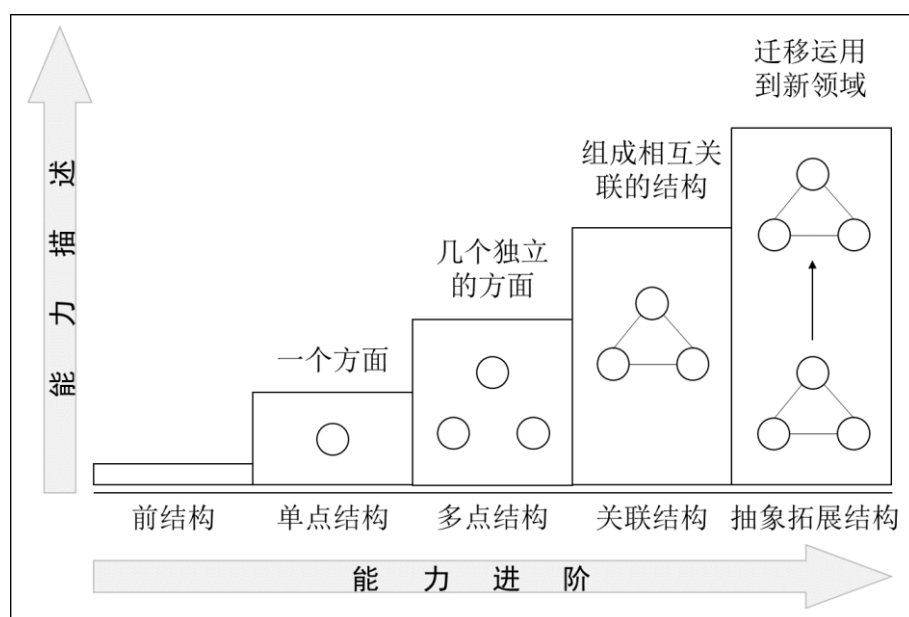 迁移运用
到新领域
组成相互关
联的结构
几个独立
的方面
一个方面
能力描述
前结构
单点结构
多点结构
关联结构
抽象拓展结构
能力进阶